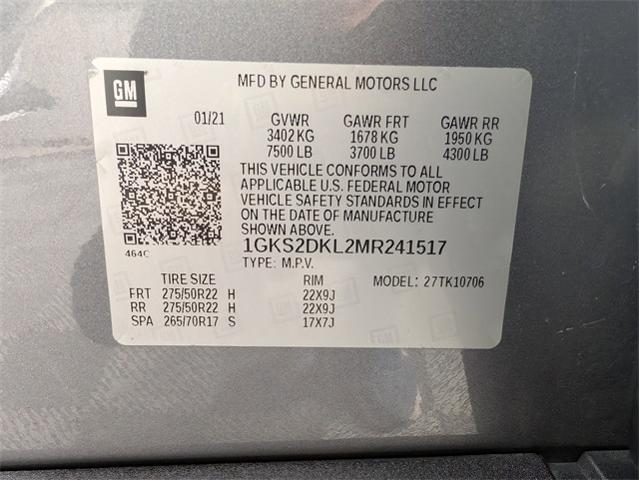 GM
MFD BY GENERAL MOTORS LLC
01/21 GVWR GAWR FRT GAWR RR
3402 KG 1678 KG 1950 KG
7500 LB 3700 LB 4300 LB
THIS VEHICLE CONFORMS TO ALL
APPLICABLE U.S. FEDERAL MOTOR
VEHICLE SAFETY STANDARDS IN EFFECT
ON THE DATE OF MANUFACTURE
SHOWN ABOVE.
464C 1GKS2DKL2MR241517
TYPE: M.P.V.
TIRE SIZE RIM MODEL: 27TK10706
FRT 275/50R22 H 22X9J
RR 275/50R22 H 22X9J
SPA 265/70R17 S 17X7J